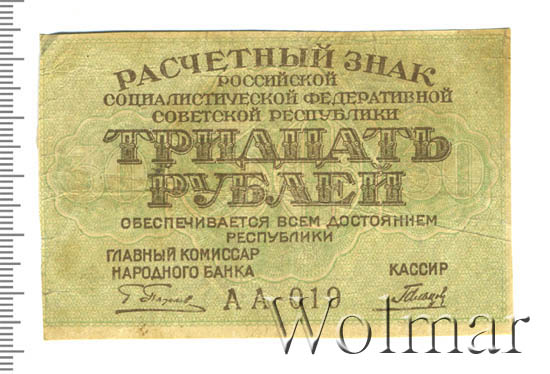 РАСЧЕТНЫЙ ЗНАК
РОССИЙСКОЙ
СОЦИАЛИСТИЧЕСКОЙ ФЕДЕРАТИВНОЙ
СОВЕТСКОЙ РЕСПУБЛИКИ
ТРИДЦАТЬ
РУБЛЕЙ
ОБЕСПЕЧИВАЕТСЯ ВСЕМ ДОСТОЯНIЕМ
РЕСПУБЛИКИ
ГЛАВНЫЙ КОМИССАР
НАРОДНОГО БАНКА
КАССИР
АА-019
Wolmar